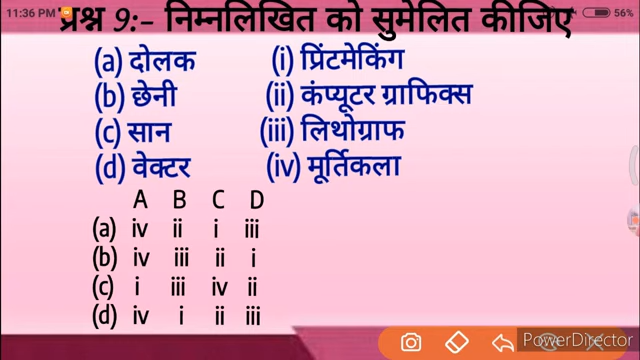 11:36 PM 56%
प्रश्न 9:- निम्नलिखित को सुमेलित कीजिए
(a) दोलक (i) प्रिंटमेकिंग
(b) छेनी (ii) कंप्यूटर ग्राफिक्स
(c) सान (iii) लिथोग्राफ
(d) वेक्टर (iv) मूर्तिकला
A B C D
(a) iv ii i iii
(b) iv iii ii i
(c) i iii iv ii
(d) iv i ii iii
PowerDirector